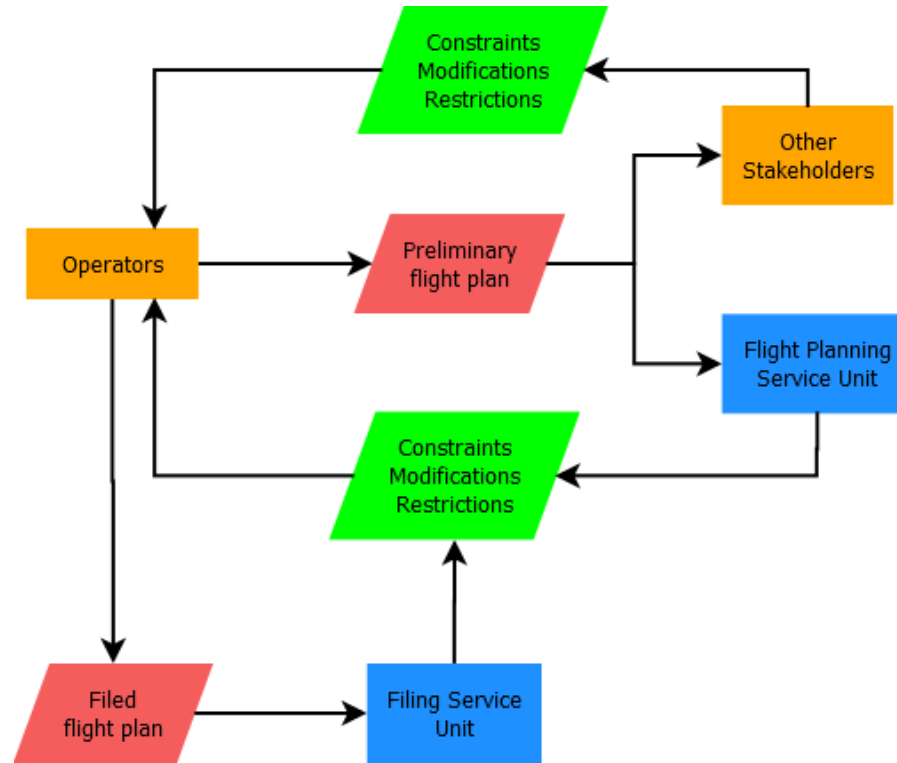 Constraints
Modifications
Restrictions
Other
Stakeholders
Operators
Preliminary
flight plan
Flight Planning
Service Unit
Constraints
Modifications
Restrictions
Filed
flight plan
Filing Service
Unit